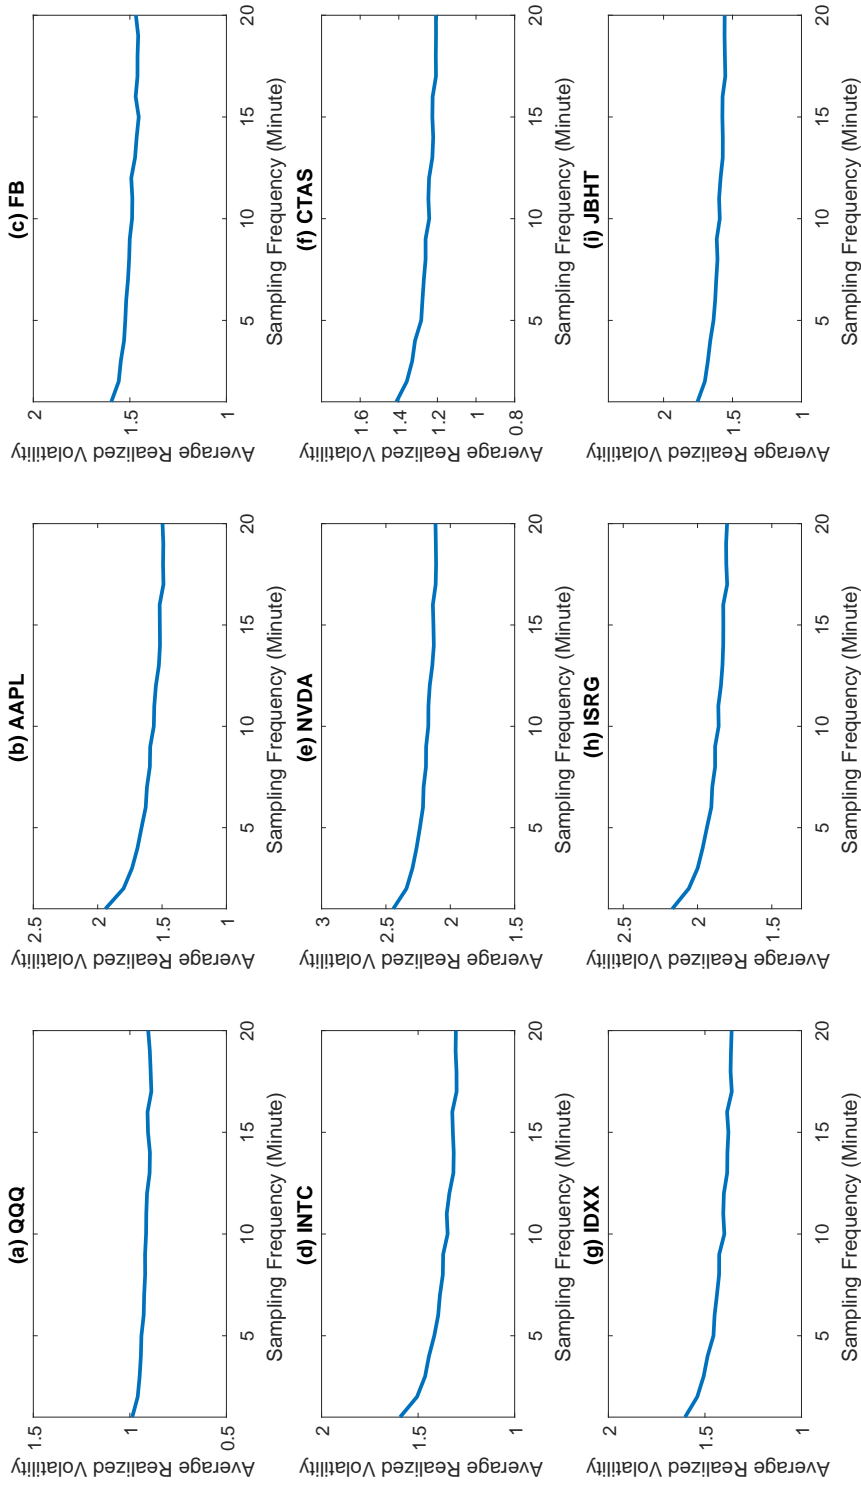 (a) QQQ
1.5
1
0.5
5
10
15
20
Average Realized Volatility
Sampling Frequency (Minute)
(b) AAPL
2.5
2
1.5
1
5
10
15
20
Average Realized Volatility
Sampling Frequency (Minute)
(c) FB
2
1.5
1
5
10
15
20
Average Realized Volatility
Sampling Frequency (Minute)
(d) INTC
2
1.5
1
5
10
15
20
Average Realized Volatility
Sampling Frequency (Minute)
(e) NVDA
3
2.5
2
1.5
5
10
15
20
Average Realized Volatility
Sampling Frequency (Minute)
(f) CTAS
1.6
1.4
1.2
1
0.8
5
10
15
20
Average Realized Volatility
Sampling Frequency (Minute)
(g) IDXX
2
1.5
1
5
10
15
20
Average Realized Volatility
Sampling Frequency (Minute)
(h) ISRG
2.5
2
1.5
5
10
15
20
Average Realized Volatility
Sampling Frequency (Minute)
(i) JBHT
2
1.5
1
5
10
15
20
Average Realized Volatility
Sampling Frequency (Minute)